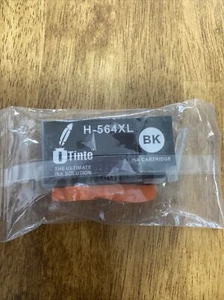 H-564XL
BK
Tinte
THE ULTIMATE
INK SOLUTION
INK CARTRIDGE